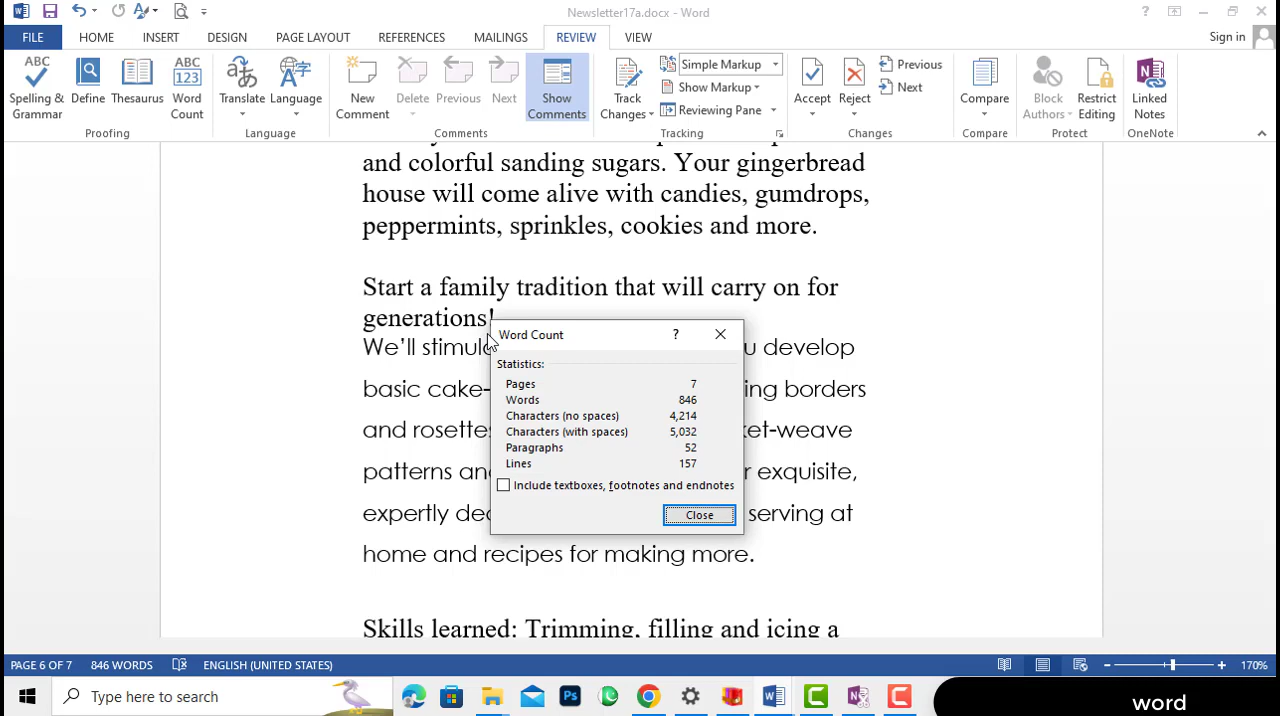 Newsletter17a.docx - Word
FILE HOME INSERT DESIGN PAGE LAYOUT REFERENCES MAILINGS REVIEW VIEW Sign in
ABC Spelling & Grammar
Define
Thesaurus
ABC 123 Word Count
Translate
Language
New Comment
Delete
Previous
Next
Show Comments
Track Changes
Simple Markup
Show Markup
Reviewing Pane
Accept
Reject
Previous
Next
Compare
Block Authors
Restrict Editing
Linked Notes
Proofing Language Comments Tracking Changes Compare Protect OneNote
and colorful sanding sugars. Your gingerbread
house will come alive with candies, gumdrops,
peppermints, sprinkles, cookies and more.
Start a family tradition that will carry on for
generations!
We'll develop
basic cake- borders
and rosettes ket-weave
patterns exquisite,
expertly serving at
home and recipes for making more.
Skills learned: Trimming, filling and icing a
Word Count ?
Statistics:
Pages 7
Words 846
Characters (no spaces) 4,214
Characters (with spaces) 5,032
Paragraphs 52
Lines 157
Include textboxes, footnotes and endnotes
Close
PAGE 6 OF 7 846 WORDS ENGLISH (UNITED STATES) 170%
Type here to search
word